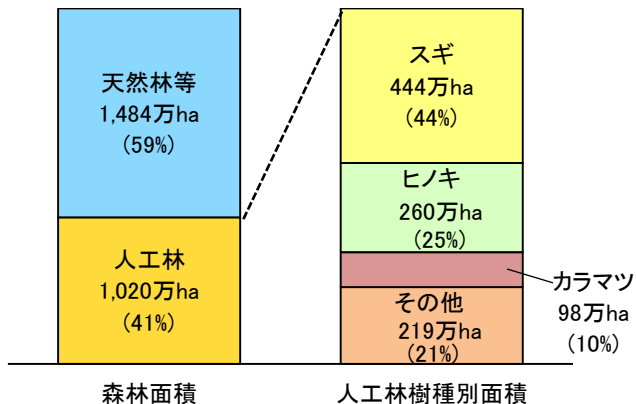 天然林等
1,484万ha
(59%)
人工林
1,020万ha
(41%)
森林面積
スギ
444万ha
(44%)
ヒノキ
260万ha
(25%)
カラマツ
98万ha
(10%)
その他
219万ha
(21%)
人工林樹種別面積